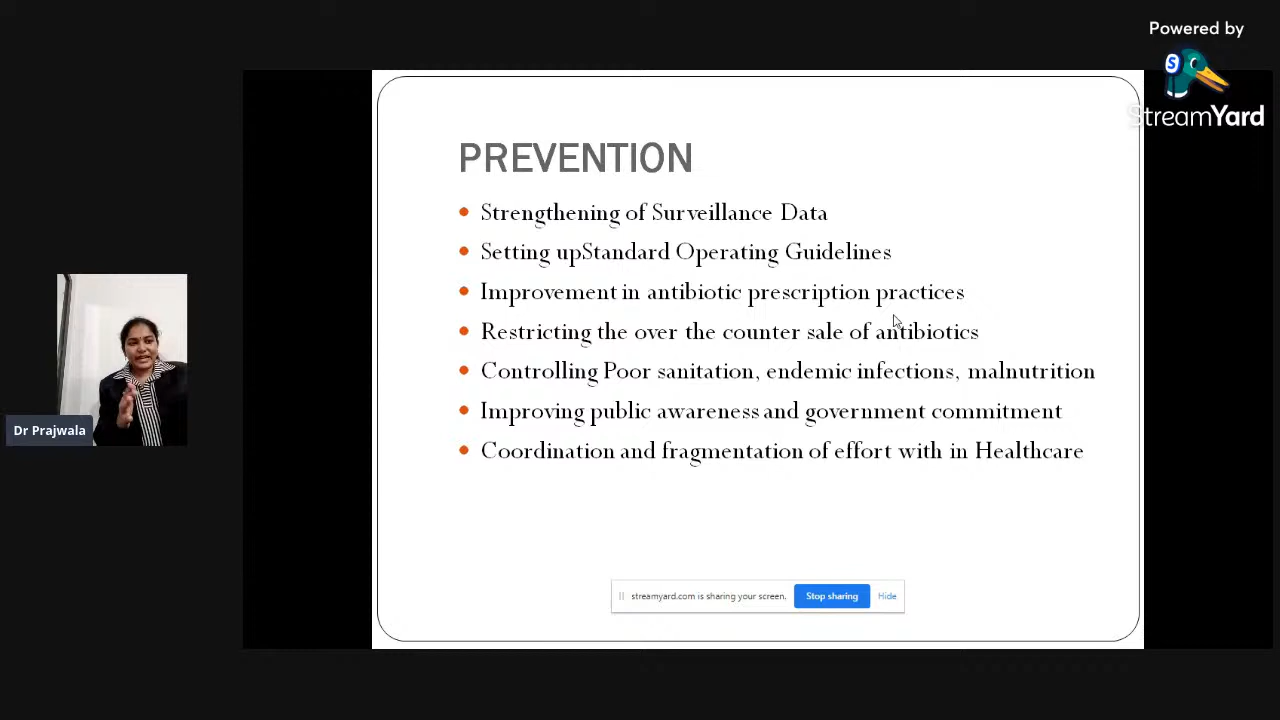 Powered by
S
StreamYard
PREVENTION
Strengthening of Surveillance Data
Setting upStandard Operating Guidelines
Improvement in antibiotic prescription practices
Restricting the over the counter sale of antibiotics
Controlling Poor sanitation, endemic infections, malnutrition
Improving public awareness and government commitment
Coordination and fragmentation of effort with in Healthcare
Dr Prajwala
streamyard.com is sharing your screen. Stop sharing Hide